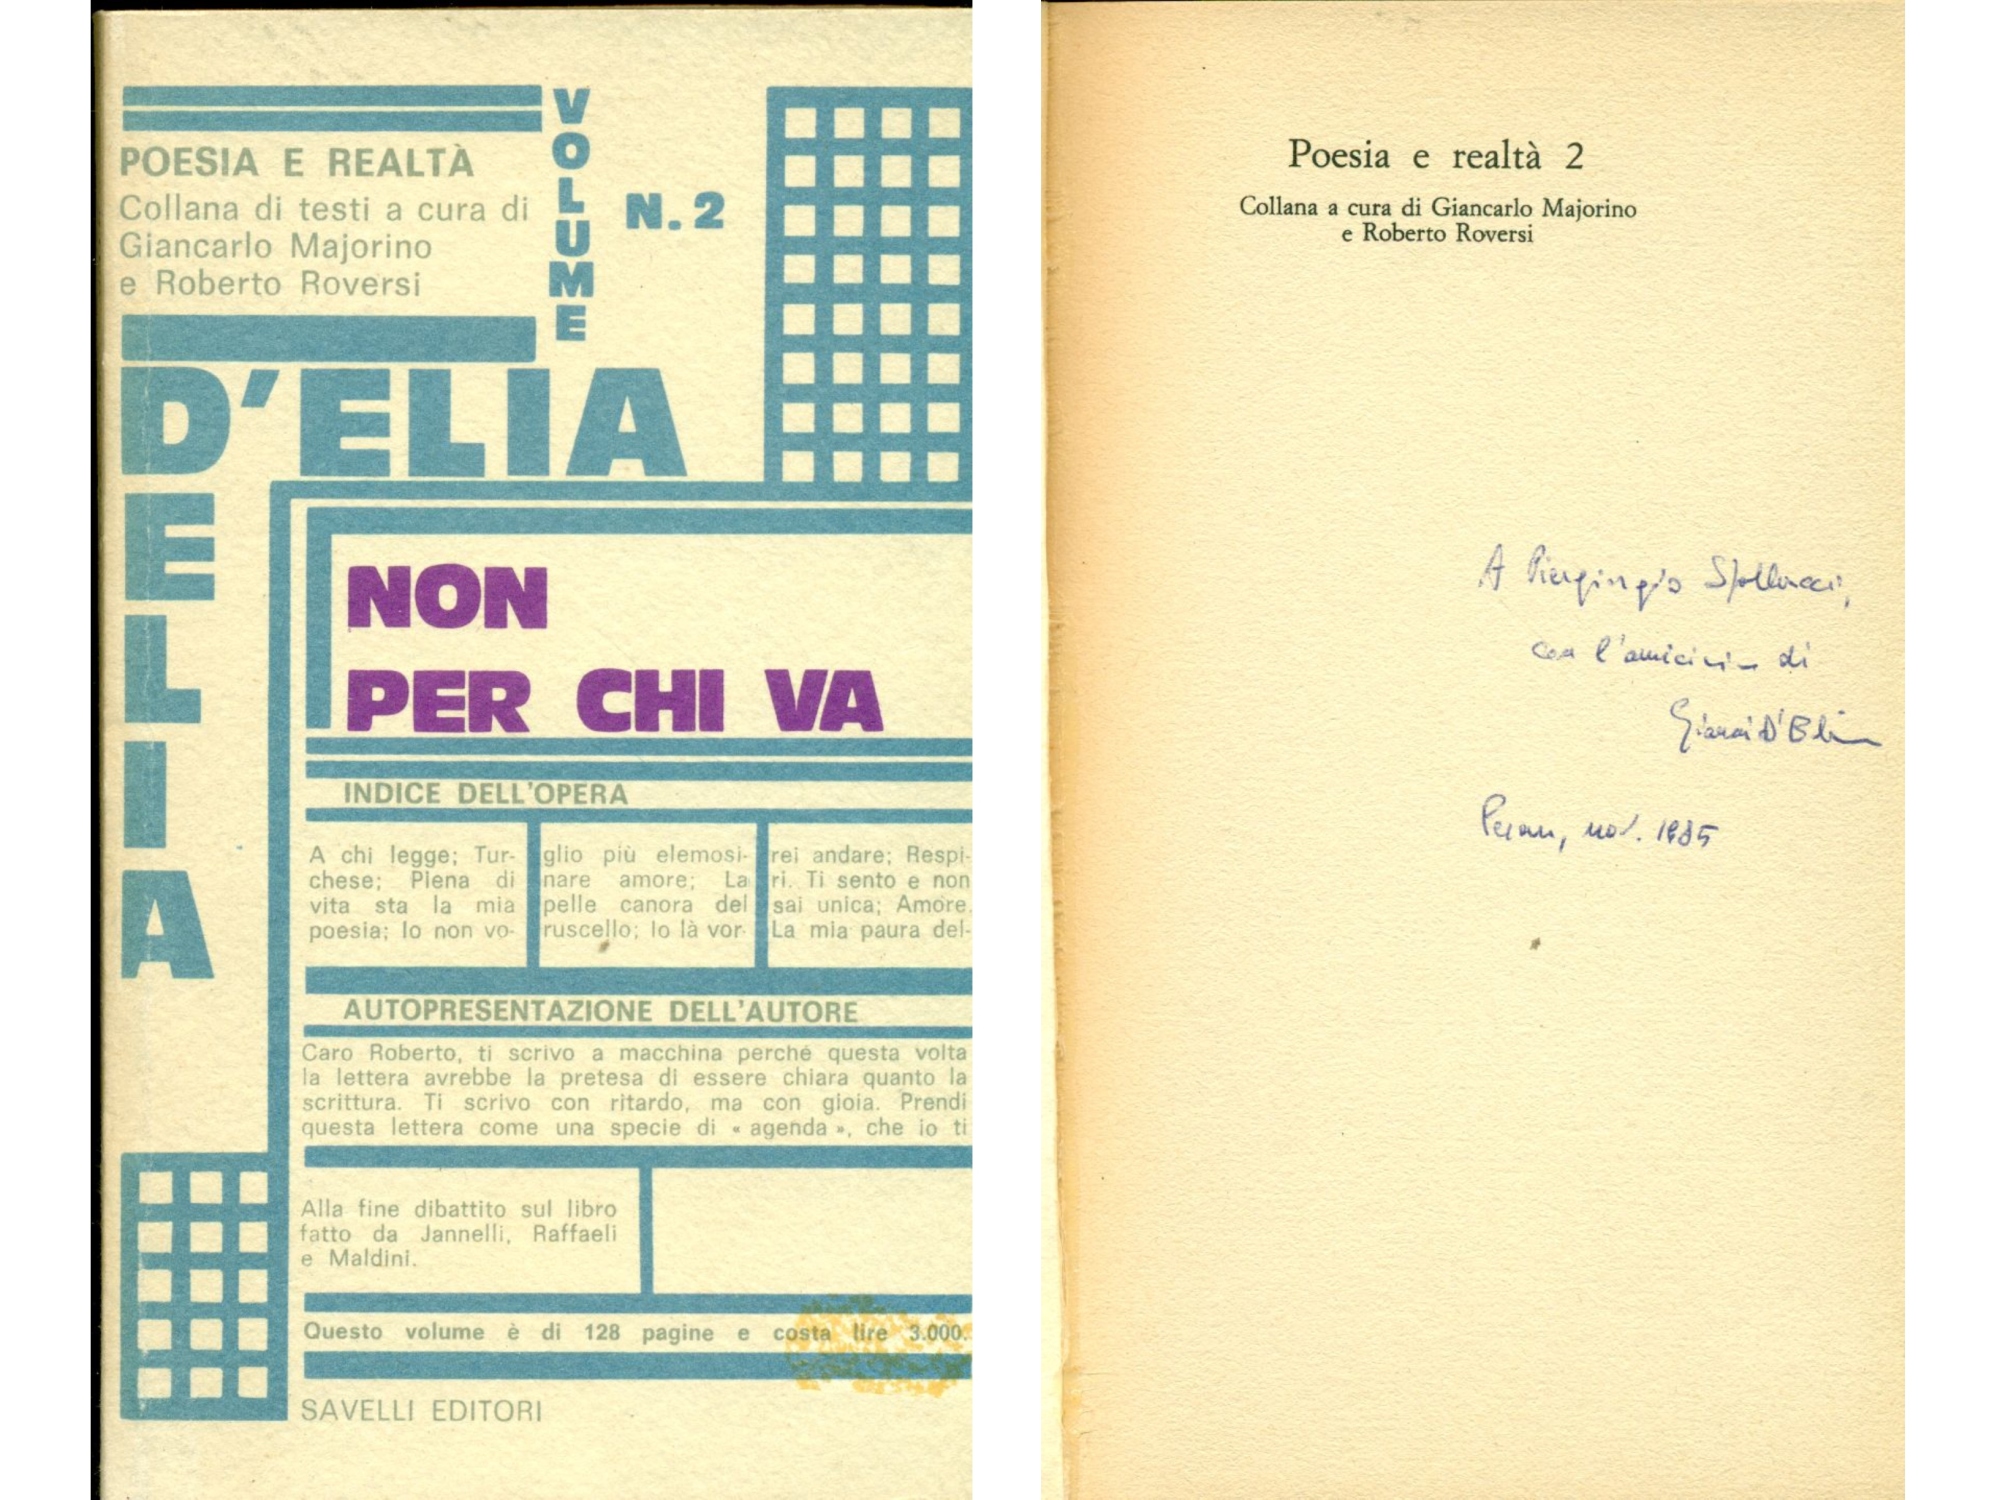 POESIA E REALTÀ
Collana di testi a cura di
Giancarlo Majorino
e Roberto Roversi
VOLUME
N. 2
D'ELIA
DELIA
NON
PER CHI VA
INDICE DELL'OPERA
A chi legge; Tur-
chese; Piena di
vita sta la mia
poesia; Io non vo-
glio più elemosi-
nare amore; La
pelle canora del
ruscello; Io là vor-
rei andare; Respi-
ri. Ti sento e non
sai unica; Amore.
La mia paura del-
AUTOPRESENTAZIONE DELL'AUTORE
Caro Roberto, ti scrivo a macchina perché questa volta
la lettera avrebbe la pretesa di essere chiara quanto la
scrittura. Ti scrivo con ritardo, ma con gioia. Prendi
questa lettera come una specie di « agenda », che io ti
Alla fine dibattito sul libro
fatto da Jannelli, Raffaeli
e Maldini.
Questo volume è di 128 pagine e costa lire 3.000.
SAVELLI EDITORI
Poesia e realtà 2
Collana a cura di Giancarlo Majorino
e Roberto Roversi
A Piergiorgio
con l'amicizia di
Gianni D'Elia
nov. 1985